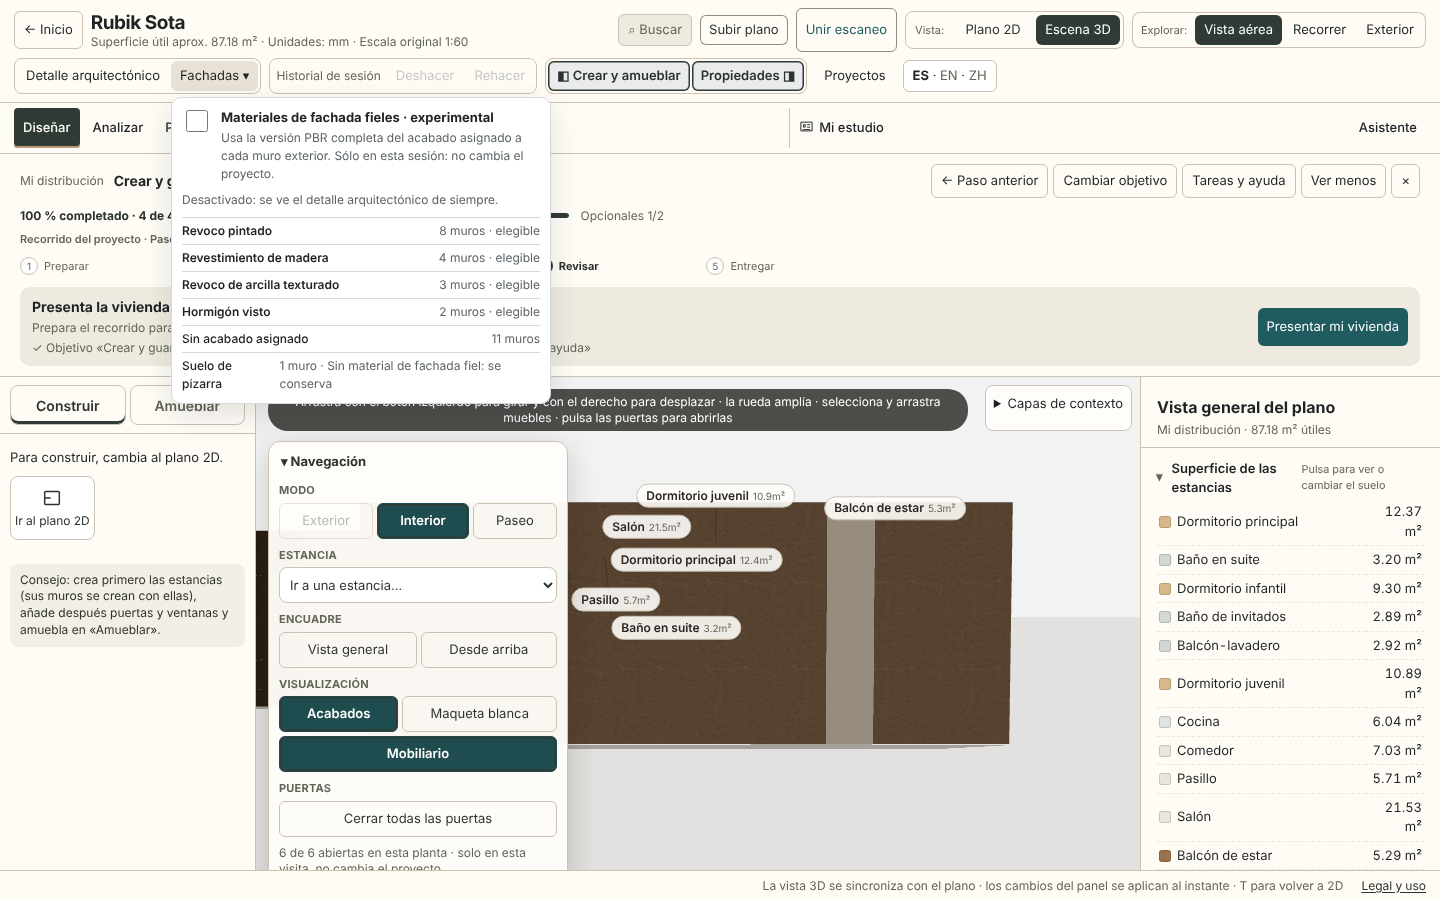 ← Inicio
Rubik Sota
Superficie útil aprox. 87.18 m² · Unidades: mm · Escala original 1:60
Buscar
Subir plano
Unir escaneo
Vista:
Plano 2D
Escena 3D
Explorar:
Vista aérea
Recorrer
Exterior
Detalle arquitectónico
Fachadas ▾
Historial de sesión
Deshacer
Rehacer
Crear y amueblar
Propiedades
Proyectos
ES · EN · ZH
Diseñar
Analizar
Mi estudio
Asistente
Materiales de fachada fieles · experimental
Usa la versión PBR completa del acabado asignado a
cada muro exterior. Sólo en esta sesión: no cambia el
proyecto.
Desactivado: se ve el detalle arquitectónico de siempre.
Revoco pintado 8 muros · elegible
Revestimiento de madera 4 muros · elegible
Revoco de arcilla texturado 3 muros · elegible
Hormigón visto 2 muros · elegible
Sin acabado asignado 11 muros
Suelo de pizarra
1 muro · Sin material de fachada fiel: se conserva
Mi distribución
Crear y g
← Paso anterior
Cambiar objetivo
Tareas y ayuda
Ver menos
×
100 % completado · 4 de 4
Opcionales 1/2
Recorrido del proyecto · Pas
1 Preparar
Revisar
5 Entregar
Presenta la vivienda
Prepara el recorrido para
✓ Objetivo «Crear y gua
ayuda»
Presentar mi vivienda
Construir
Amueblar
Para construir, cambia al plano 2D.
Ir al plano 2D
Consejo: crea primero las estancias
(sus muros se crean con ellas),
añade después puertas y ventanas y
amuebla en «Amueblar».
Arrastra con el botón izquierdo para girar y con el derecho para desplazar · la rueda amplía · selecciona y arrastra
muebles · pulsa las puertas para abrirlas
▶ Capas de contexto
▾ Navegación
MODO
Exterior
Interior
Paseo
ESTANCIA
Ir a una estancia...
ENCUADRE
Vista general
Desde arriba
VISUALIZACIÓN
Acabados
Maqueta blanca
Mobiliario
PUERTAS
Cerrar todas las puertas
6 de 6 abiertas en esta planta · solo en esta
visita, no cambia el proyecto
Dormitorio juvenil 10.9m²
Balcón de estar 5.3m²
Salón 21.5m²
Dormitorio principal 12.4m²
Pasillo 5.7m²
Baño en suite 3.2m²
Vista general del plano
Mi distribución · 87.18 m² útiles
▼ Superficie de las estancias
Pulsa para ver o cambiar el suelo
Dormitorio principal 12.37 m²
Baño en suite 3.20 m²
Dormitorio infantil 9.30 m²
Baño de invitados 2.89 m²
Balcón-lavadero 2.92 m²
Dormitorio juvenil 10.89 m²
Cocina 6.04 m²
Comedor 7.03 m²
Pasillo 5.71 m²
Salón 21.53 m²
Balcón de estar 5.29 m²
La vista 3D se sincroniza con el plano · los cambios del panel se aplican al instante · T para volver a 2D
Legal y uso